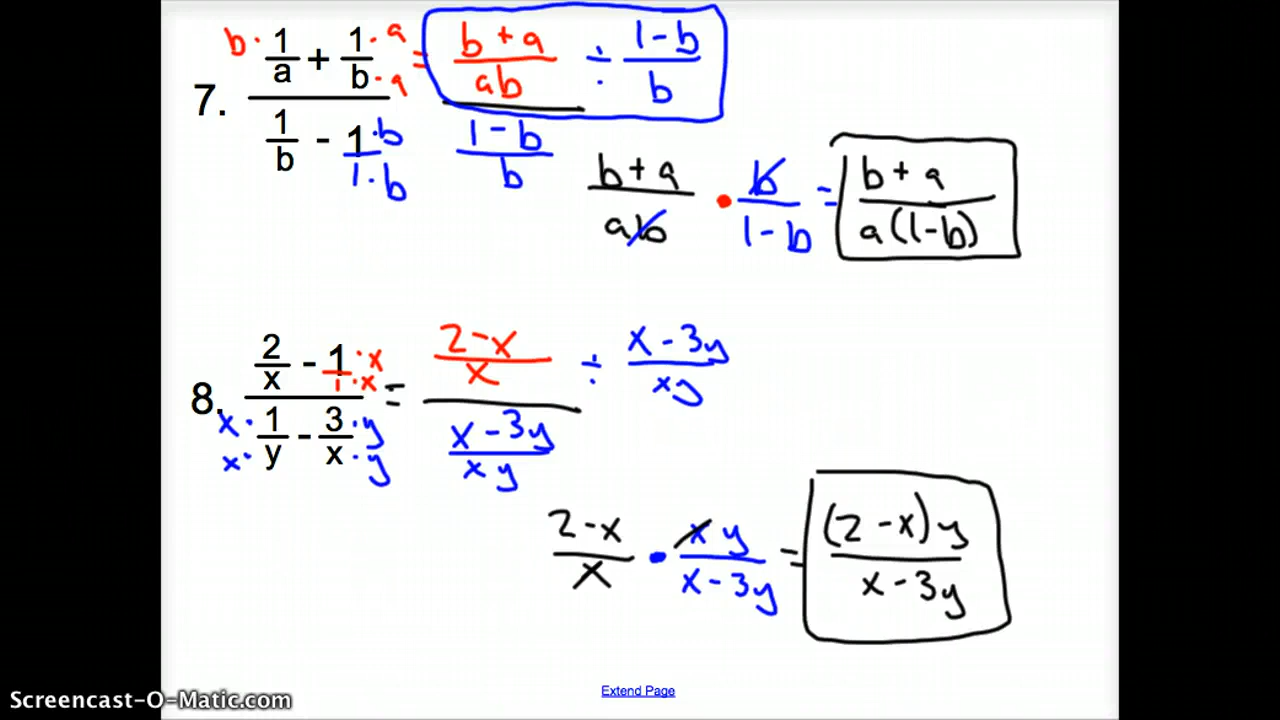 7. (b· 1/a + 1·a/b·a) / (1/b - 1·b/1·b) = ((b+a)/ab) / ((1-b)/b)
(b+a)/ab ÷ (1-b)/b
(b+a)/ab · b/(1-b) = (b+a)/a(1-b)
8. (2/x - 1·x/1·x) / (x·1/x·y - 3·y/x·y) = ((2-x)/x) / ((x-3y)/xy)
÷ (x-3y)/xy
(2-x)/x · xy/(x-3y) = (2-x)y/(x-3y)
Extend Page
Screencast-O-Matic.com